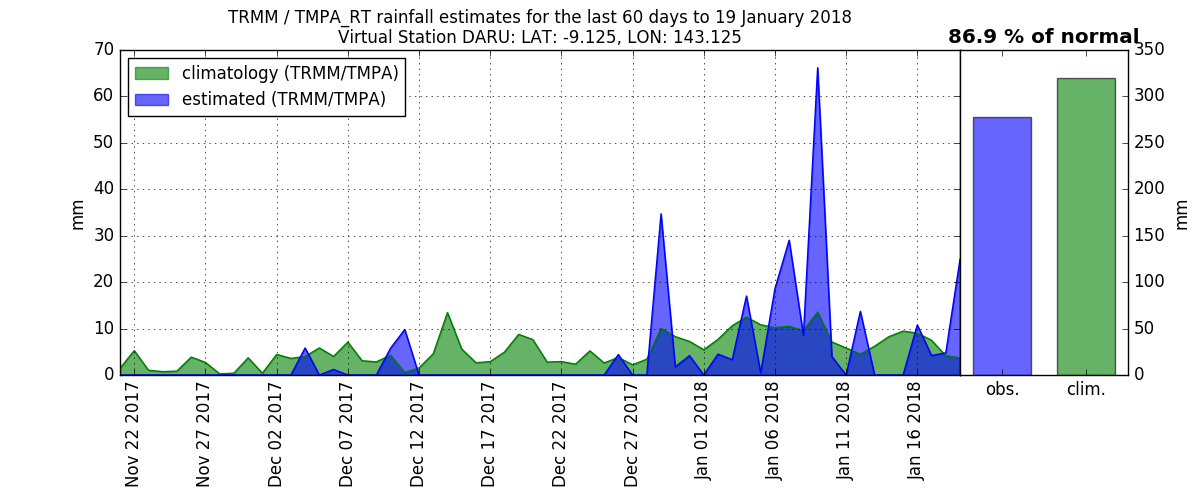 TRMM / TMPA_RT rainfall estimates for the last 60 days to 19 January 2018
Virtual Station DARU: LAT: -9.125, LON: 143.125
86.9 % of normal
climatology (TRMM/TMPA)
estimated (TRMM/TMPA)
70
60
50
40
30
20
10
0
mm
Nov 22 2017
Nov 27 2017
Dec 02 2017
Dec 07 2017
Dec 12 2017
Dec 17 2017
Dec 22 2017
Dec 27 2017
Jan 01 2018
Jan 06 2018
Jan 11 2018
Jan 16 2018
obs.
clim.
350
300
250
200
150
100
50
0
mm